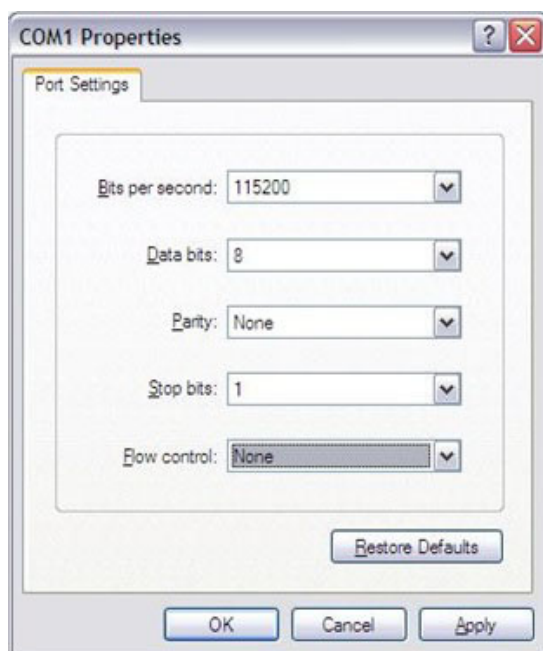 COM1 Properties
Port Settings
Bits per second: 115200
Data bits: 8
Parity: None
Stop bits: 1
Flow control: None
Restore Defaults
OK Cancel Apply